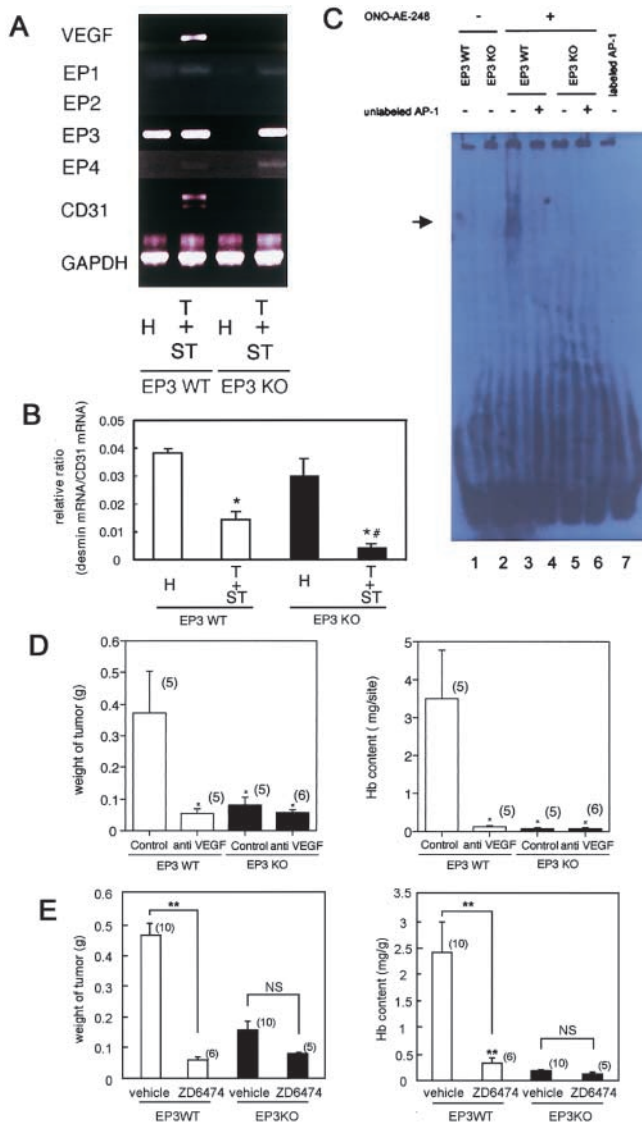 A
VEGF
EP1
EP2
EP3
EP4
CD31
GAPDH
H T + ST H T + ST
EP3 WT EP3 KO
B
relative ratio
(desmin mRNA/CD31 mRNA)
0.05
0.04
0.03
0.02
0.01
0
* *#
H T + ST H T + ST
EP3 WT EP3 KO
C
ONO-AE-248 - +
EP3 WT EP3 KO EP3 WT EP3 KO labeled AP-1
unlabeled AP-1 - - - + - + -
1 2 3 4 5 6 7
D
weight of tumor (g)
0.6
0.5
0.4
0.3
0.2
0.1
0
(5) * (5) * (5) * (6)
Control anti VEGF Control anti VEGF
EP3 WT EP3 KO
Hb content ( mg/site)
5
4
3
2
1
0
(5) * (5) * (5) * (6)
Control anti VEGF Control anti VEGF
EP3 WT EP3 KO
E
weight of tumor (g)
0.6
0.5
0.4
0.3
0.2
0.1
0
** NS
(10) (6) (10) (5)
vehicle ZD6474 vehicle ZD6474
EP3WT EP3KO
Hb content (mg/g)
3.5
3
2.5
2
1.5
1
0.5
0
** NS
(10) ** (6) (10) (5)
vehicle ZD6474 vehicle ZD6474
EP3WT EP3KO